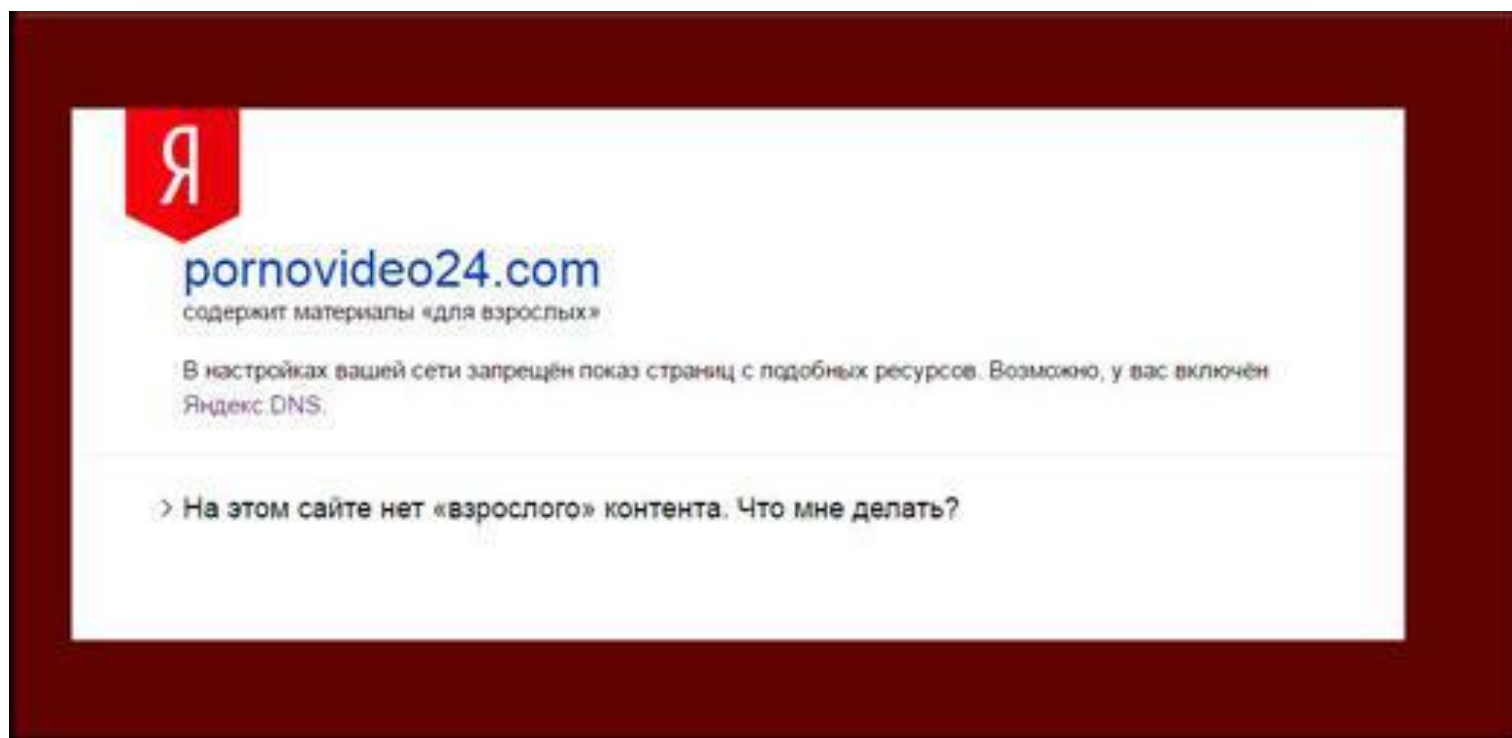 Я
pornovideo24.com
содержит материалы «для взрослых»
В настройках вашей сети запрещён показ страниц с подобных ресурсов. Возможно, у вас включён
Яндекс.DNS.
> На этом сайте нет «взрослого» контента. Что мне делать?